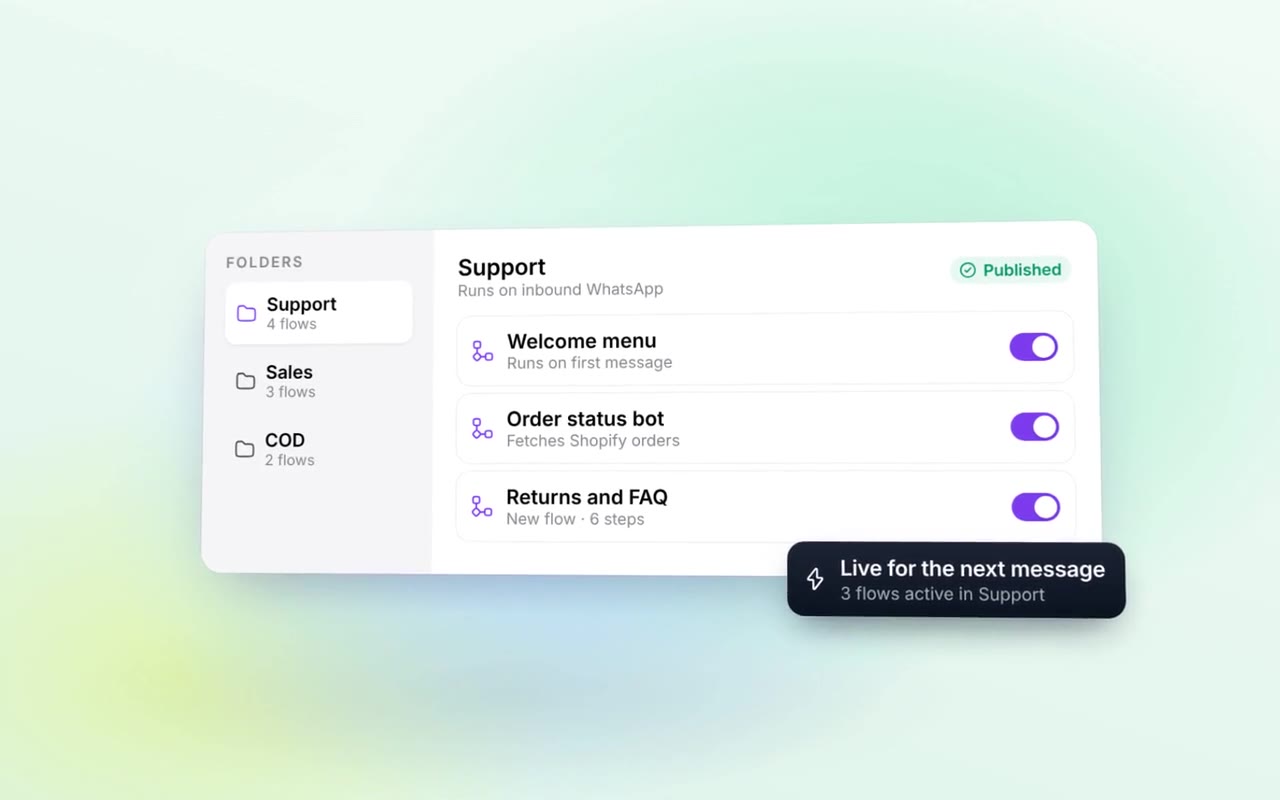 FOLDERS
Support
4 flows
Sales
3 flows
COD
2 flows
Support
Runs on inbound WhatsApp
Published
Welcome menu
Runs on first message
Order status bot
Fetches Shopify orders
Returns and FAQ
New flow · 6 steps
Live for the next message
3 flows active in Support